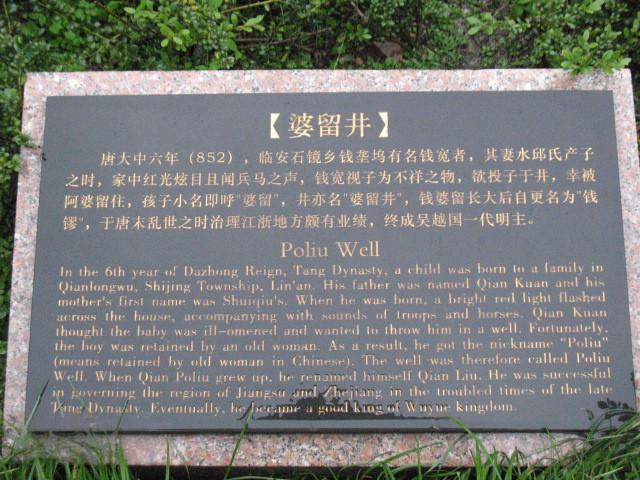 【婆留井】
唐大中六年（852），临安石镜乡钱垄坞有名钱宽者，其妻水邱氏产子
之时，家中红光炫目且闻兵马之声，钱宽视子为不祥之物，欲投子于井，幸被
阿婆留住，孩子小名即呼"婆留"，井亦名"婆留井"，钱婆留长大后自更名为"钱
镠"，于唐末乱世之时治理江浙地方颇有业绩，终成吴越国一代明主。
Poliu Well
In the 6th year of Dazhong Reign, Tang Dynasty, a child was born to a family in
Qianlongwu, Shijing Township, Lin'an. His father was named Qian Kuan and his
mother's first name was Shuiqiu's. When he was born, a bright red light flashed
across the house, accompanying with sounds of troops and horses. Qian Kuan
thought the baby was ill-omened and wanted to throw him in a well. Fortunately,
the boy was retained by an old woman. As a result, he got the nickname "Poliu"
(means retained by old woman in Chinese). The well was therefore called Poliu
Well. When Qian Poliu grew up, he renamed himself Qian Liu. He was successful
in governing the region of Jiangsu and Zhejiang in the troubled times of the late
Tang Dynasty. Eventually, he became a good king of Wuyue kingdom.